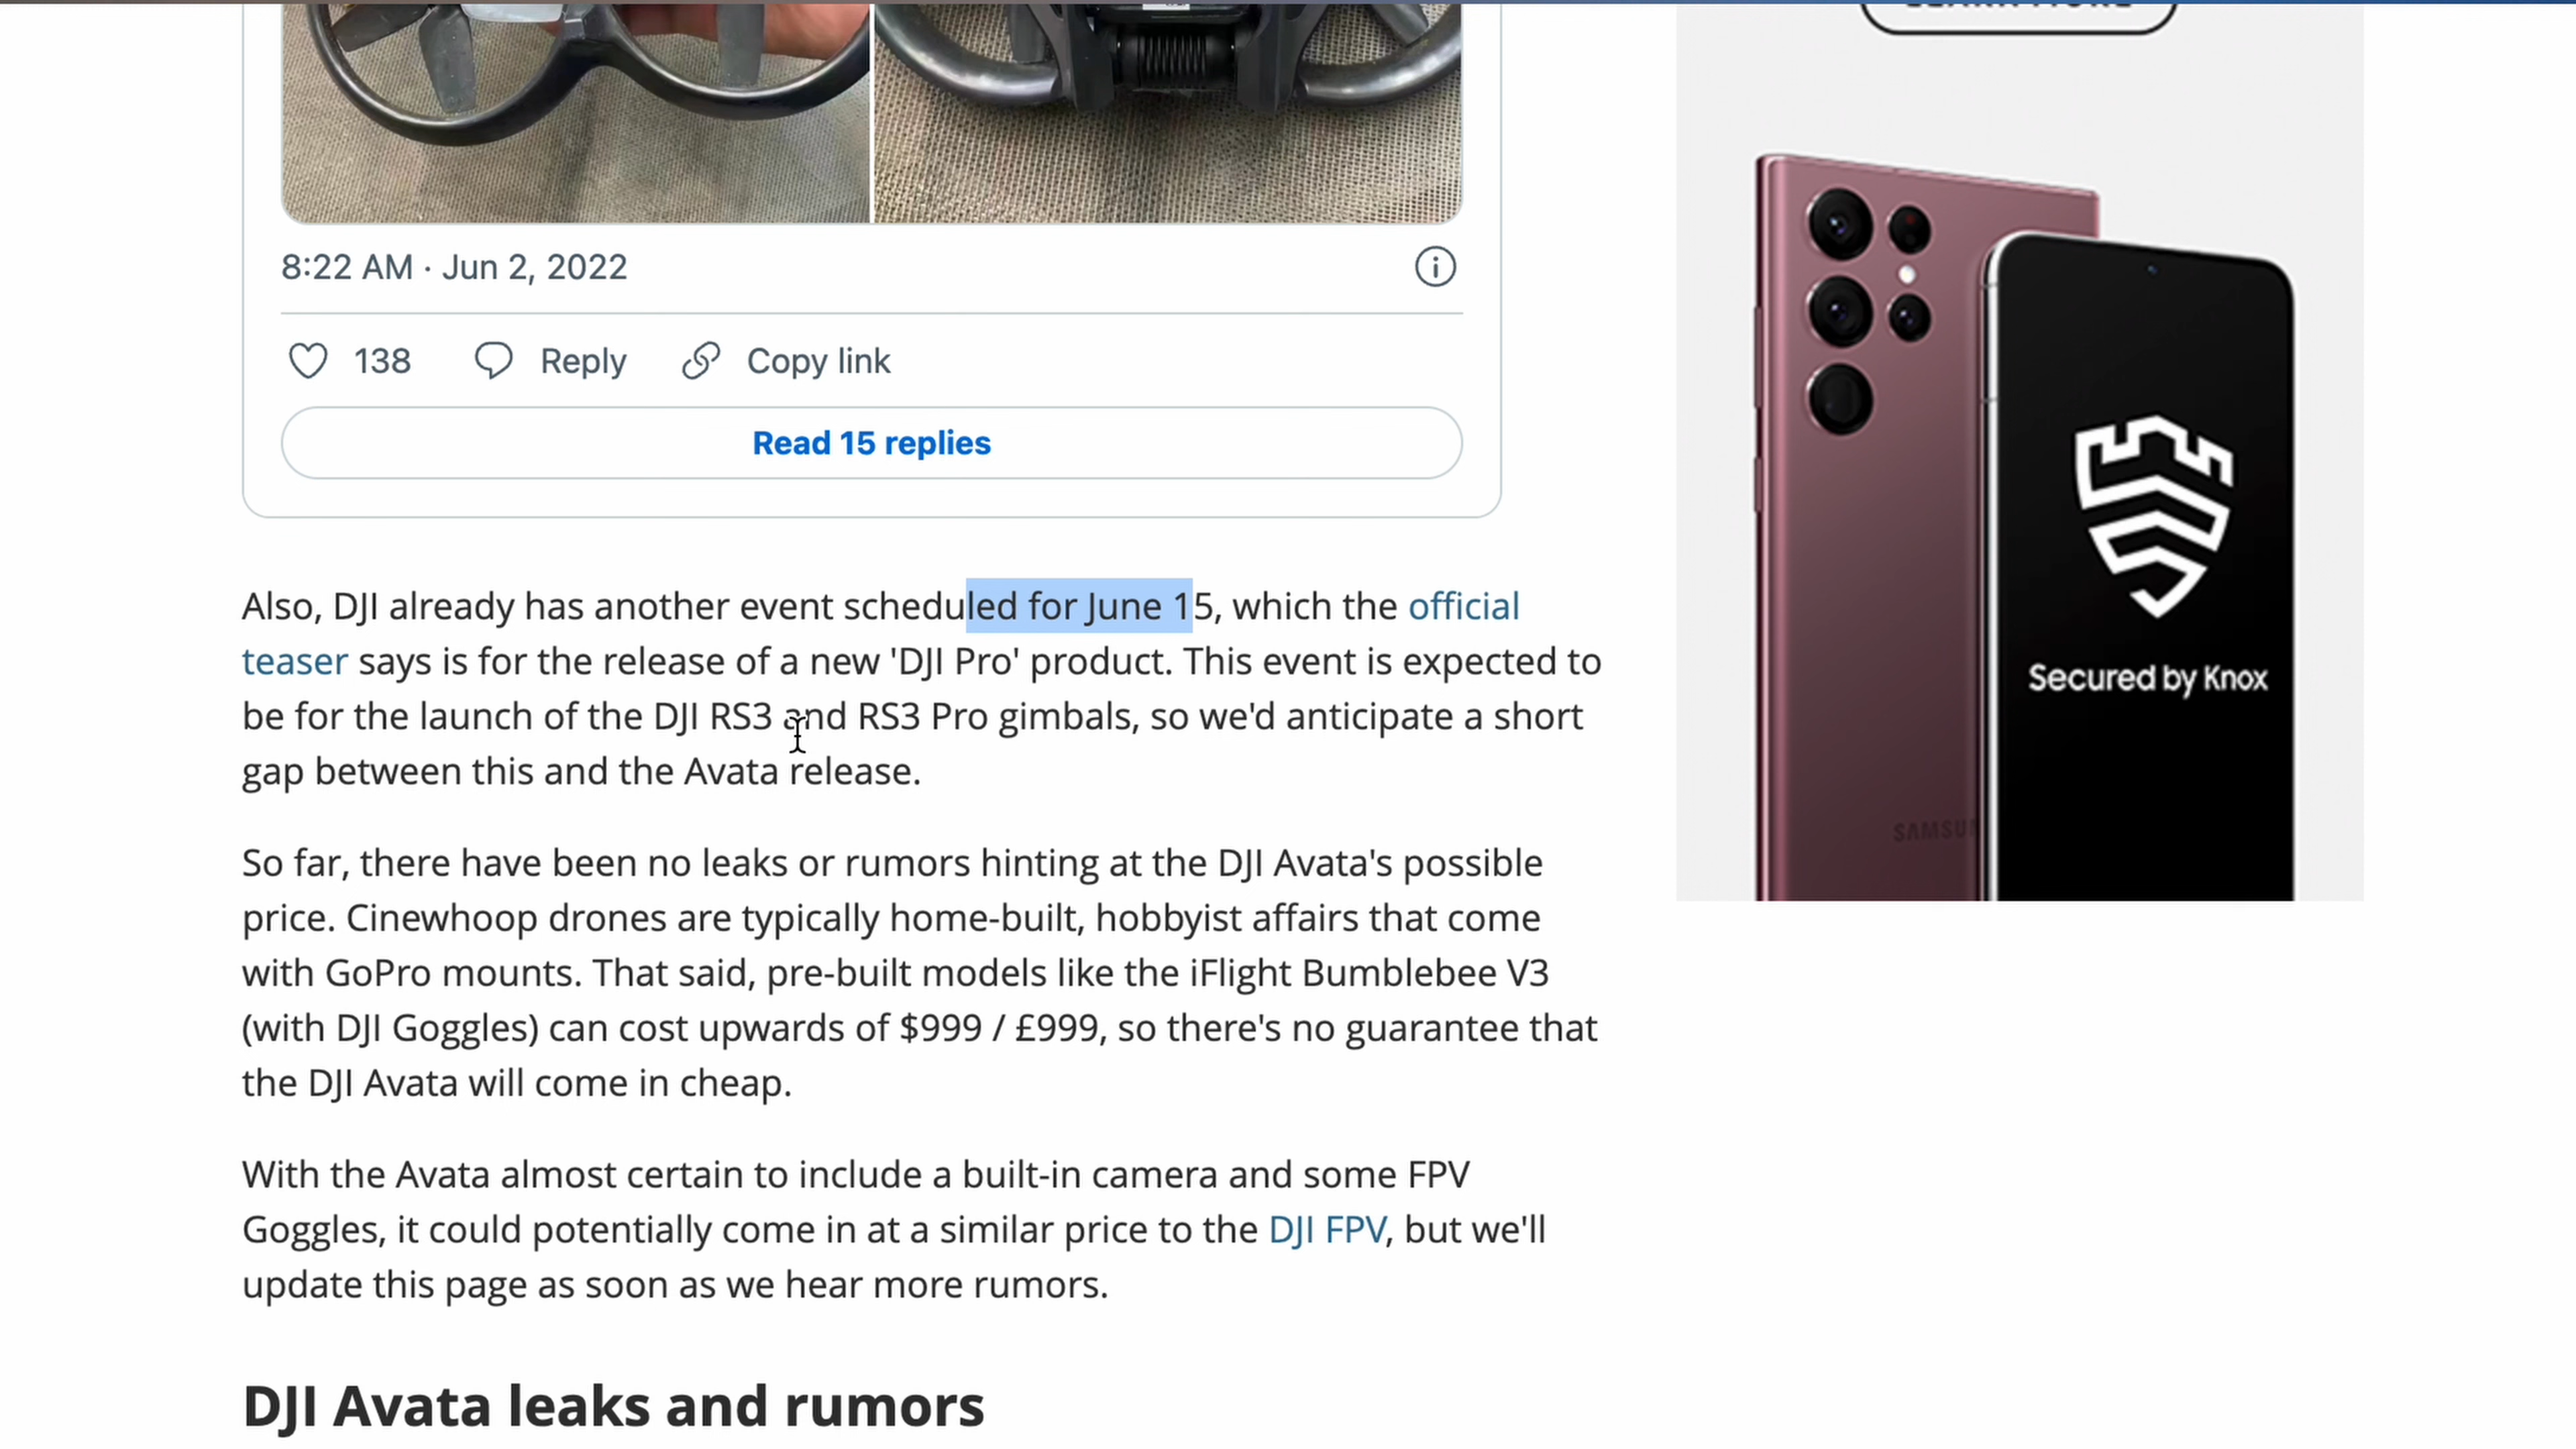 8:22 AM · Jun 2, 2022
138 Reply Copy link
Read 15 replies
Also, DJI already has another event scheduled for June 15, which the official
teaser says is for the release of a new 'DJI Pro' product. This event is expected to
be for the launch of the DJI RS3 and RS3 Pro gimbals, so we'd anticipate a short
gap between this and the Avata release.
So far, there have been no leaks or rumors hinting at the DJI Avata's possible
price. Cinewhoop drones are typically home-built, hobbyist affairs that come
with GoPro mounts. That said, pre-built models like the iFlight Bumblebee V3
(with DJI Goggles) can cost upwards of $999 / £999, so there's no guarantee that
the DJI Avata will come in cheap.
With the Avata almost certain to include a built-in camera and some FPV
Goggles, it could potentially come in at a similar price to the DJI FPV, but we'll
update this page as soon as we hear more rumors.
DJI Avata leaks and rumors
Secured by Knox